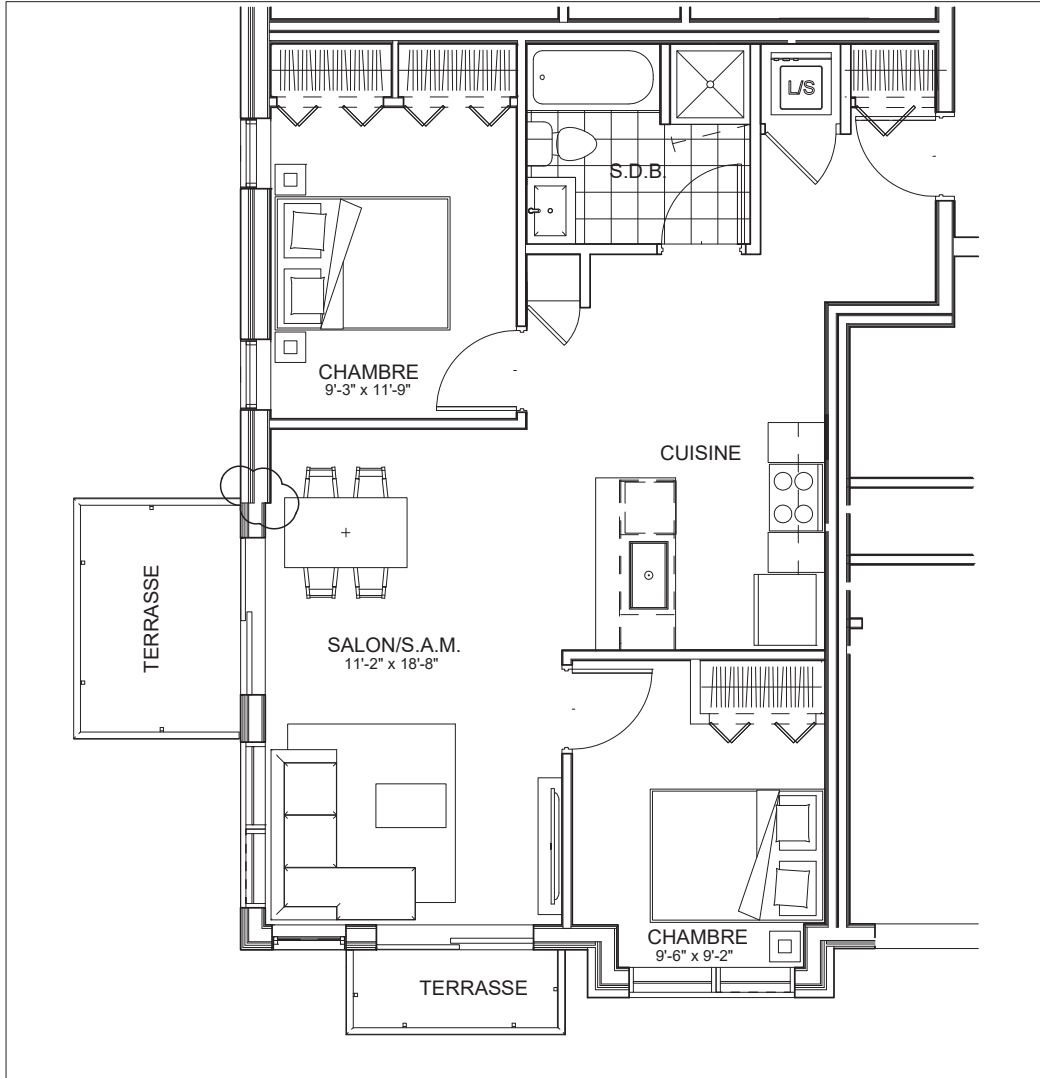 L/S
S.D.B.
CHAMBRE
9'-3" x 11'-9"
CUISINE
TERRASSE
SALON/S.A.M.
11'-2" x 18'-8"
CHAMBRE
9'-6" x 9'-2"
TERRASSE